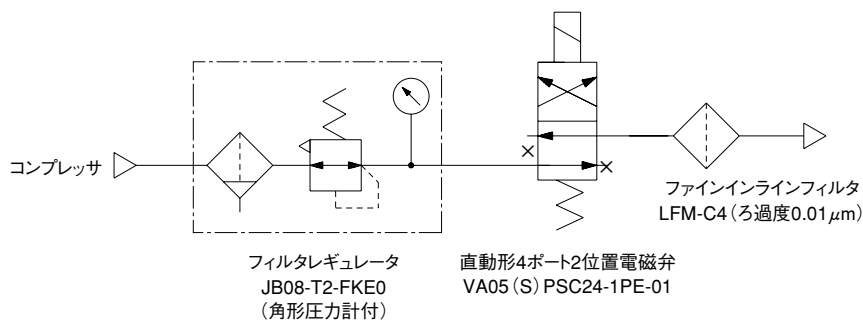 コンプレッサ
フィルタレギュレータ
JB08-T2-FKE0
（角形圧力計付）
直動形4ポート2位置電磁弁
VA05（S）PSC24-1PE-01
ファインインラインフィルタ
LFM-C4（ろ過度0.01μm）